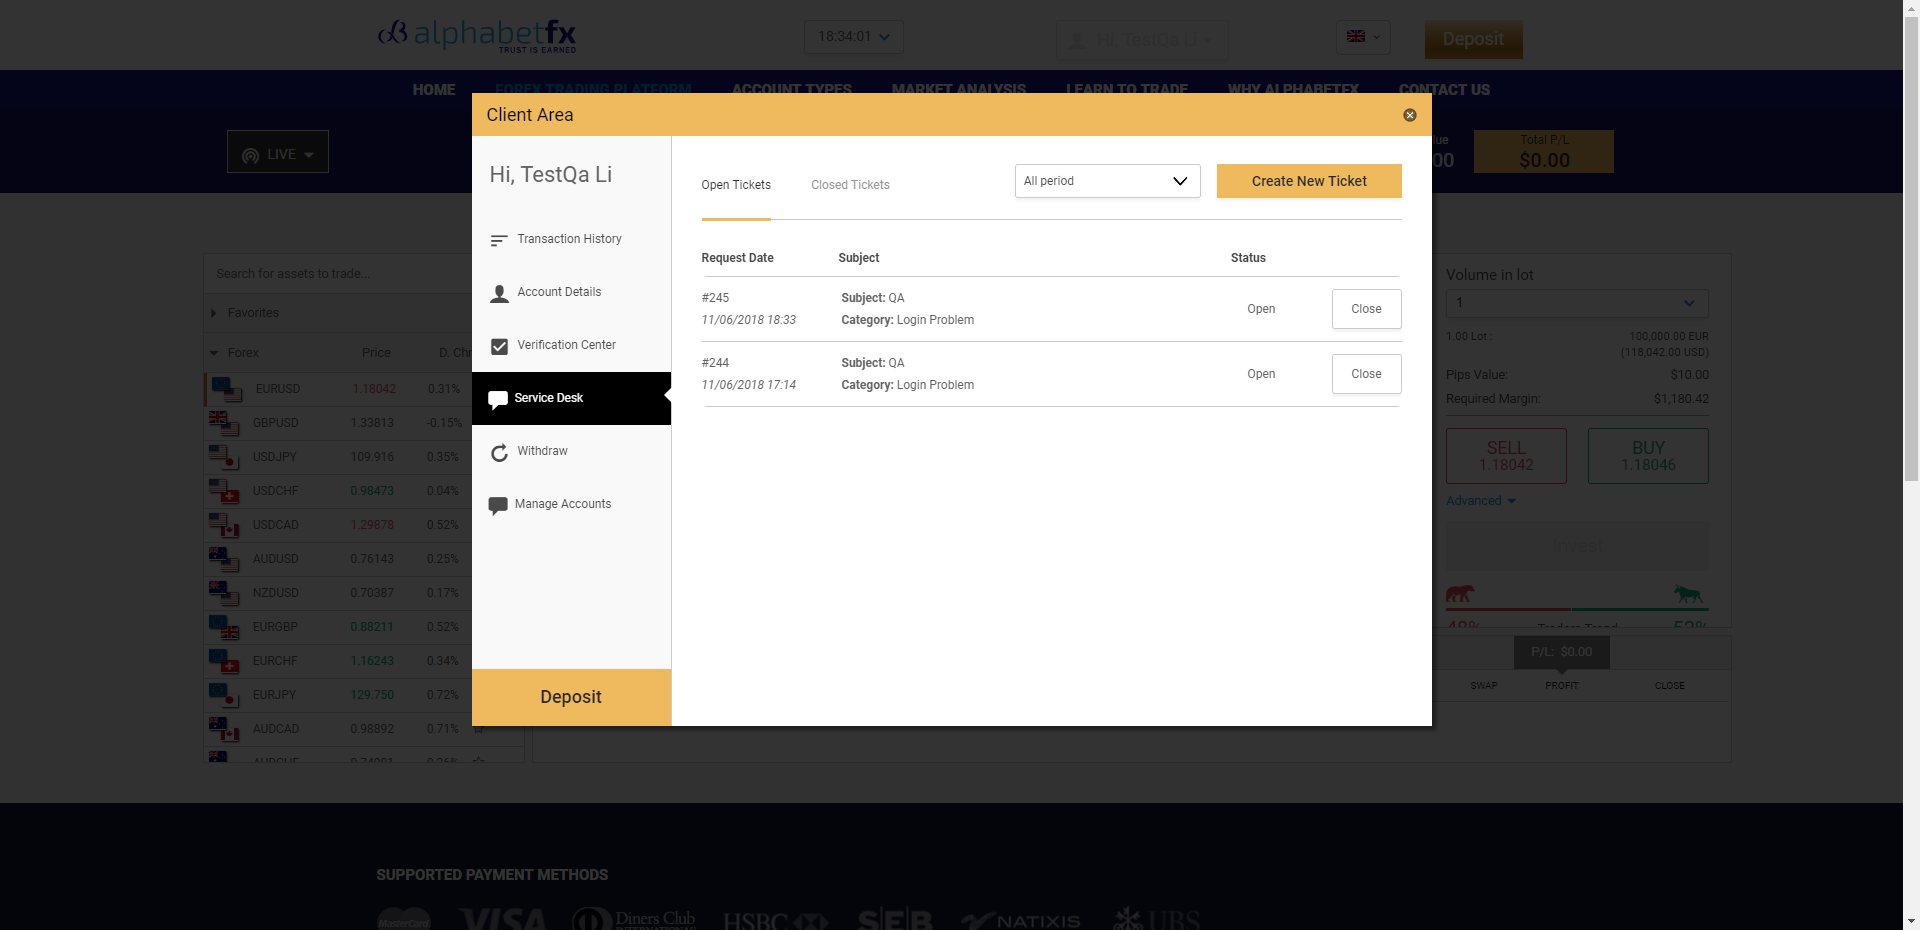 alphabetfx
TRUST IS EARNED
18:34:01
Hi, TestQa Li
Deposit
HOME
FOREX TRADING PLATFORM
ACCOUNT TYPES
MARKET ANALYSIS
LEARN TO TRADE
WHY ALPHABETFX
CONTACT US
LIVE
Total P/L
$0.00
Client Area
Hi, TestQa Li
Transaction History
Account Details
Verification Center
Service Desk
Withdraw
Manage Accounts
Deposit
Open Tickets
Closed Tickets
All period
Create New Ticket
Request Date Subject Status
#245 Subject: QA
11/06/2018 18:33 Category: Login Problem
Open Close
#244 Subject: QA
11/06/2018 17:14 Category: Login Problem
Open Close
Search for assets to trade...
Favorites
Forex Price
EURUSD 1.18042 0.31%
GBPUSD 1.33813 -0.15%
USDJPY 109.916 0.35%
USDCHF 0.98473 0.04%
USDCAD 1.29878 0.52%
AUDUSD 0.76143 0.25%
NZDUSD 0.70387 0.17%
EURGBP 0.88211 0.52%
EURCHF 1.16243 0.34%
EURJPY 129.750 0.72%
AUDCAD 0.98892 0.71%
Volume in lot
1
1.00 Lot : 100,000.00 EUR
(118,042.00 USD)
Pips Value: $10.00
Required Margin: $1,180.42
SELL
1.18042
BUY
1.18046
Advanced
Invest
P/L: $0.00
SWAP PROFIT CLOSE
SUPPORTED PAYMENT METHODS
MasterCard
VISA
Diners Club
HSBC
SEB
NATIXIS
UBS